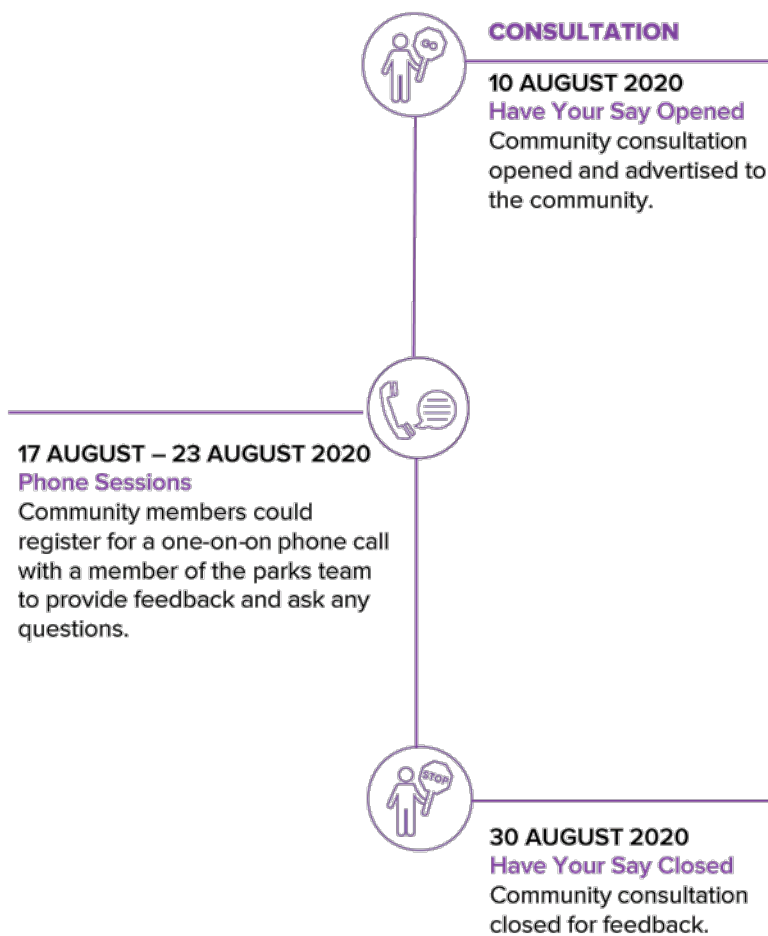 GO
CONSULTATION
10 AUGUST 2020
Have Your Say Opened
Community consultation
opened and advertised to
the community.
17 AUGUST – 23 AUGUST 2020
Phone Sessions
Community members could
register for a one-on-on phone call
with a member of the parks team
to provide feedback and ask any
questions.
STOP
30 AUGUST 2020
Have Your Say Closed
Community consultation
closed for feedback.